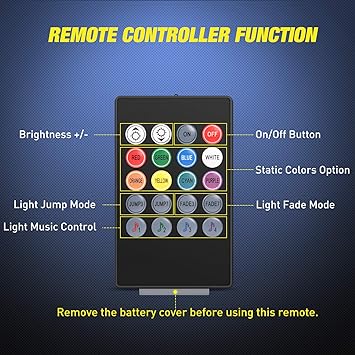 REMOTE CONTROLLER FUNCTION
Brightness +/-
ON OFF
On/Off Button
RED GREEN BLUE WHITE
Static Colors Option
ORANGE YELLOW CYAN PURPLE
Light Jump Mode
JUMP3 JUMP7 FADE3 FADE7
Light Fade Mode
Light Music Control
Remove the battery cover before using this remote.